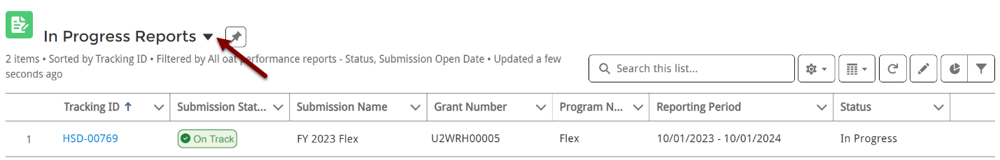 In Progress Reports
2 items • Sorted by Tracking ID • Filtered by All oat performance reports - Status, Submission Open Date • Updated a few
seconds ago
Search this list...
Tracking ID Submission Stat... Submission Name Grant Number Program N... Reporting Period Status
1 HSD-00769 On Track FY 2023 Flex U2WRH00005 Flex 10/01/2023 - 10/01/2024 In Progress